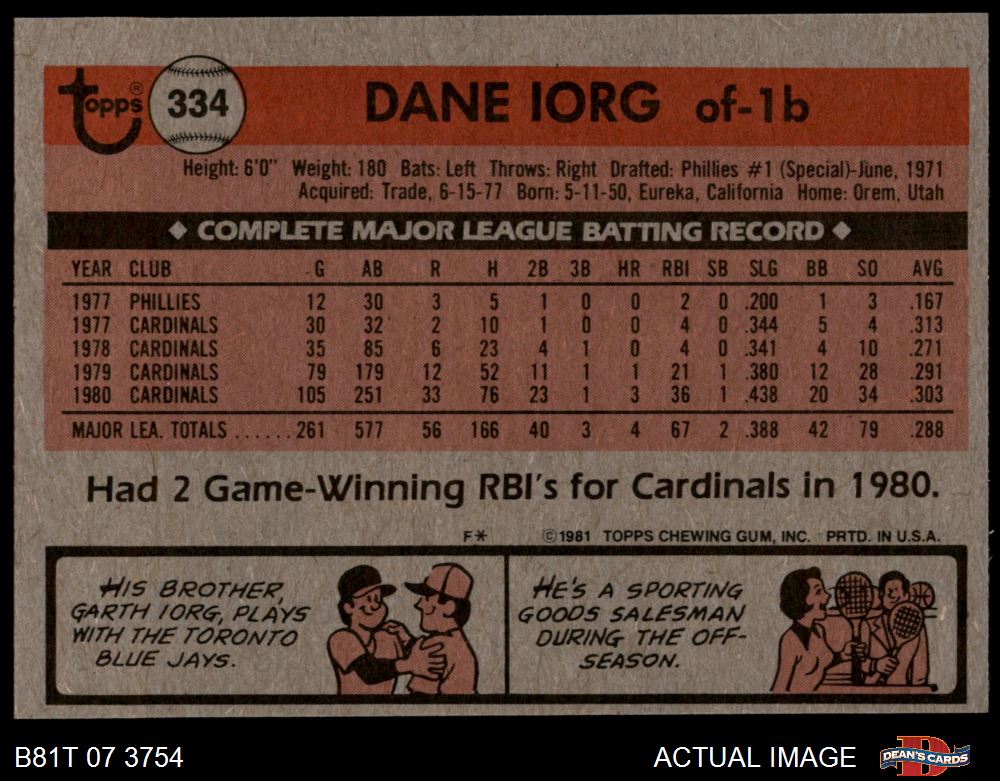 Topps ® 334 DANE IORG of-1b
Height: 6'0" Weight: 180 Bats: Left Throws: Right Drafted: Phillies #1 (Special)-June, 1971
Acquired: Trade, 6-15-77 Born: 5-11-50, Eureka, California Home: Orem, Utah
◆ COMPLETE MAJOR LEAGUE BATTING RECORD ◆
YEAR CLUB G AB R H 2B 3B HR RBI SB SLG BB SO AVG
1977 PHILLIES 12 30 3 5 1 0 0 2 0 .200 1 3 .167
1977 CARDINALS 30 32 2 10 1 0 0 4 0 .344 5 4 .313
1978 CARDINALS 35 85 6 23 4 1 0 4 0 .341 4 10 .271
1979 CARDINALS 79 179 12 52 11 1 1 21 1 .380 12 28 .291
1980 CARDINALS 105 251 33 76 23 1 3 36 1 .438 20 34 .303
MAJOR LEA. TOTALS ......261 577 56 166 40 3 4 67 2 .388 42 79 .288
Had 2 Game-Winning RBI's for Cardinals in 1980.
F* ©1981 TOPPS CHEWING GUM, INC. PRTD. IN U.S.A.
HIS BROTHER,
GARTH IORG, PLAYS
WITH THE TORONTO
BLUE JAYS.
HE'S A SPORTING
GOODS SALESMAN
DURING THE OFF-
SEASON.
B81T 07 3754 ACTUAL IMAGE DEAN'S CARDS